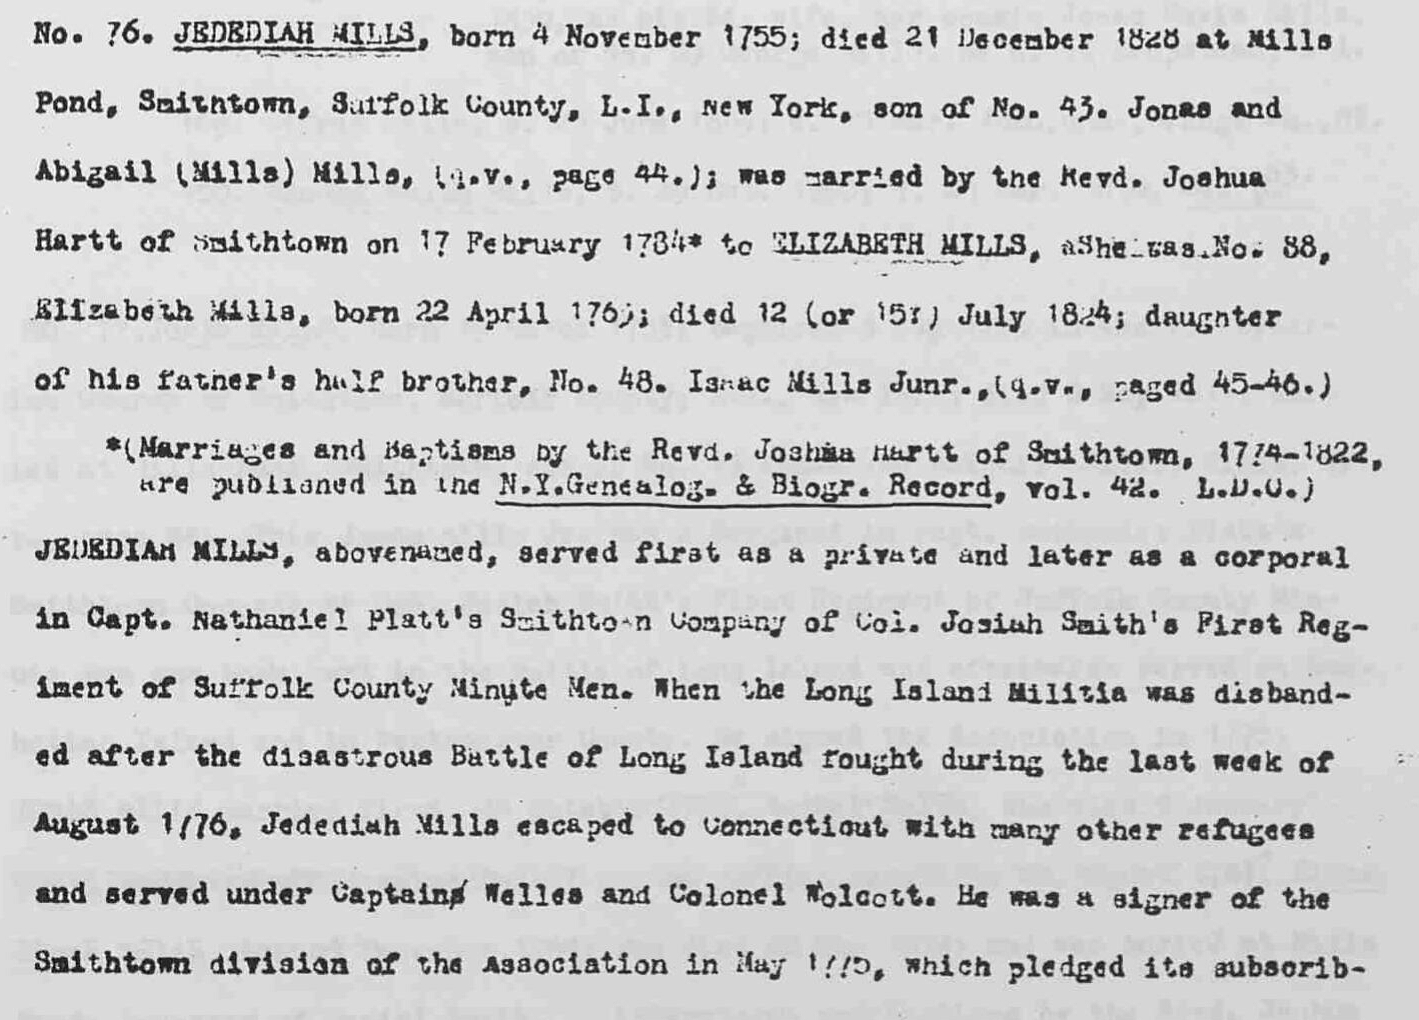 No. 76. JEDEDIAH MILLS, born 4 November 1755; died 21 December 1828 at Mills
Pond, Smithtown, Suffolk County, L.I., New York, son of No. 43. Jonas and
Abigail (Mills) Mills, (q.v., page 44.); was married by the Revd. Joshua
Hartt of Smithtown on 17 February 1784* to ELIZABETH MILLS, aShe was.No. 88,
Elizabeth Mills, born 22 April died 12 (or 15?) July 1824; daughter
of his father's half brother, No. 48. Isaac Mills Junr.,(q.v., paged 45-46.)
*(Marriages and Baptisms by the Revd. Joshua Hartt of Smithtown, 1774-1822,
are published in the N.Y.Genealog. & Biogr. Record, vol. 42. L.D.O.)
JEDEDIAH MILLS, abovenamed, served first as a private and later as a corporal
in Capt. Nathaniel Platt's Smithtown Company of Col. Josiah Smith's First Reg-
iment of Suffolk County Minute Men. When the Long Island Militia was disband-
ed after the disastrous Battle of Long Island fought during the last week of
August 1776, Jedediah Mills escaped to Connecticut with many other refugees
and served under Captains Welles and Colonel Wolcott. He was a signer of the
Smithtown division of the Association in May 1775, which pledged its subscrib-